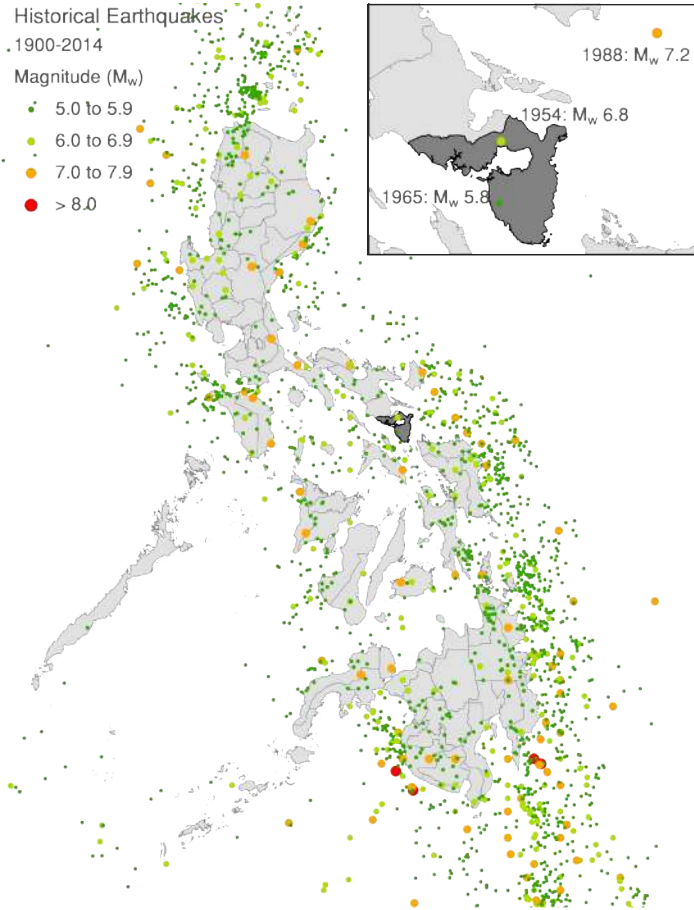 Historical Earthquakes
1900-2014
Magnitude (Mw)
5.0 to 5.9
6.0 to 6.9
7.0 to 7.9
> 8.0
1988: Mw 7.2
1954: Mw 6.8
1965: Mw 5.8